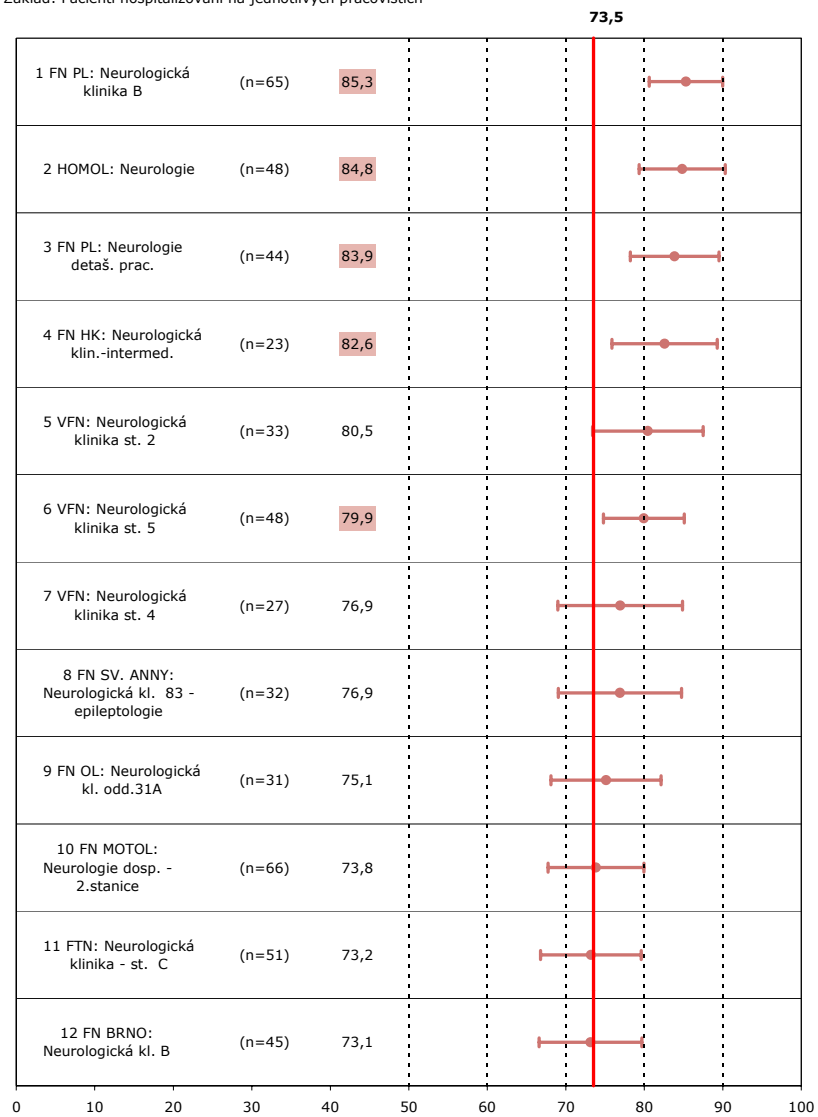 Základ: Pacienti hospitalizovaní na jednotlivých pracovištích
73,5
1 FN PL: Neurologická
klinika B
(n=65)
85,3
2 HOMOL: Neurologie
(n=48)
84,8
3 FN PL: Neurologie
detaš. prac.
(n=44)
83,9
4 FN HK: Neurologická
klin.-intermed.
(n=23)
82,6
5 VFN: Neurologická
klinika st. 2
(n=33)
80,5
6 VFN: Neurologická
klinika st. 5
(n=48)
79,9
7 VFN: Neurologická
klinika st. 4
(n=27)
76,9
8 FN SV. ANNY:
Neurologická kl. 83 -
epileptologie
(n=32)
76,9
9 FN OL: Neurologická
kl. odd.31A
(n=31)
75,1
10 FN MOTOL:
Neurologie dosp. -
2.stanice
(n=66)
73,8
11 FTN: Neurologická
klinika - st. C
(n=51)
73,2
12 FN BRNO:
Neurologická kl. B
(n=45)
73,1
0 10 20 30 40 50 60 70 80 90 100